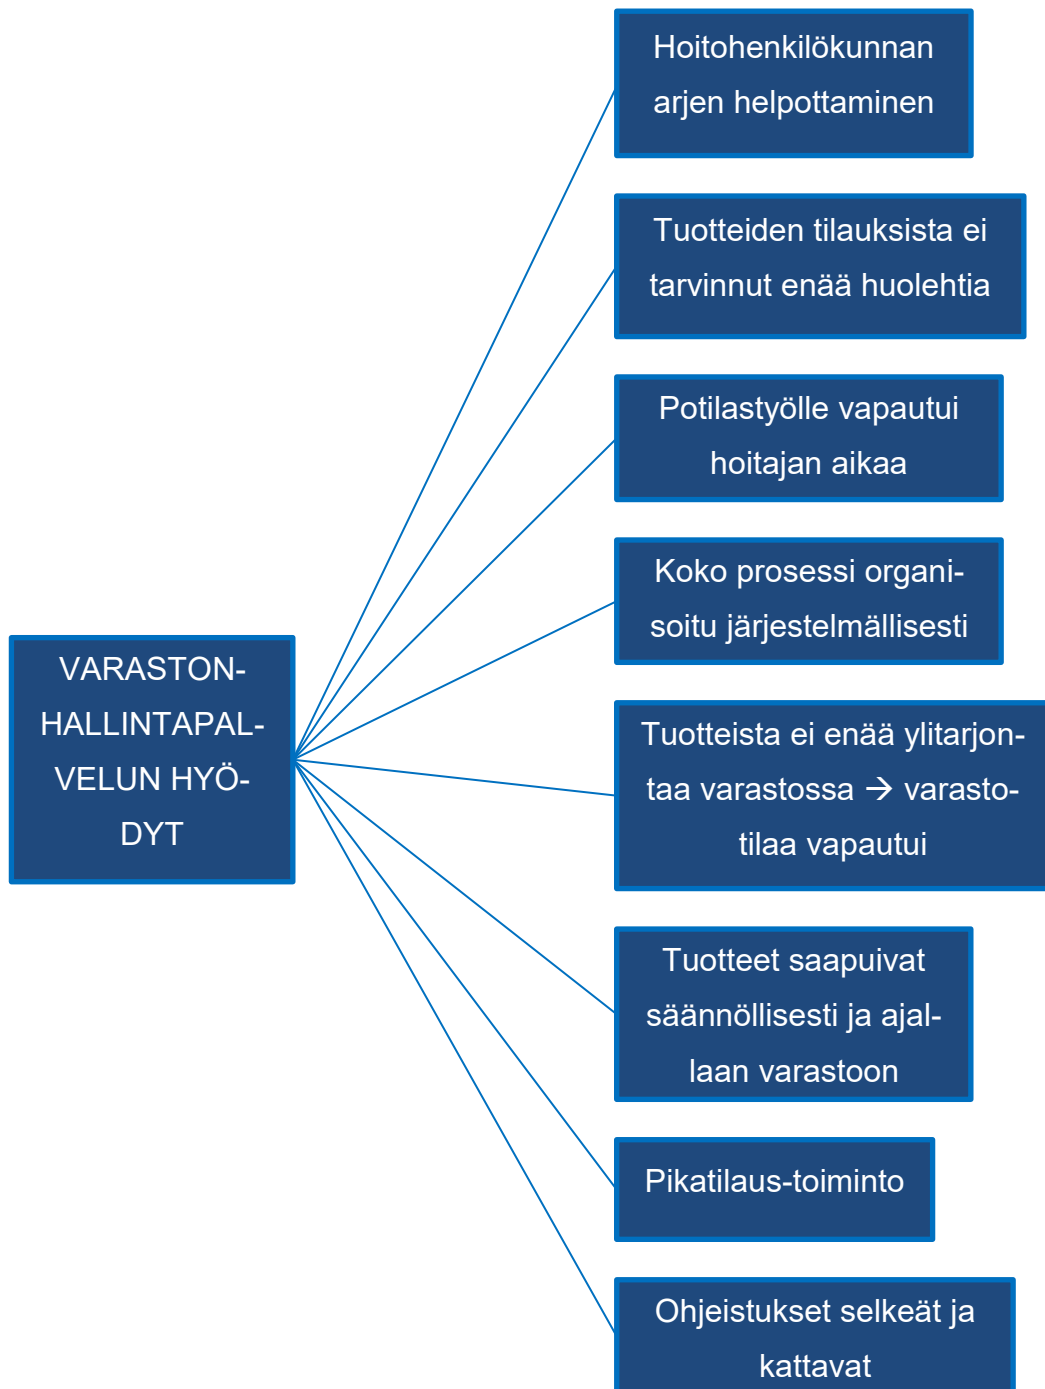 Hoitohenkilökunnan
arjen helpottaminen
Tuotteiden tilauksista ei
tarvinnut enää huolehtia
Potilastyölle vapautui
hoitajan aikaa
Koko prosessi organi-
soitu järjestelmällisesti
VARASTON-
HALLINTAPAL-
VELUN HYÖ-
DYT
Tuotteista ei enää ylitarjon-
taa varastossa → varasto-
tilaa vapautui
Tuotteet saapuivat
säännöllisesti ja ajal-
laan varastoon
Pikatilaus-toiminto
Ohjeistukset selkeät ja
kattavat